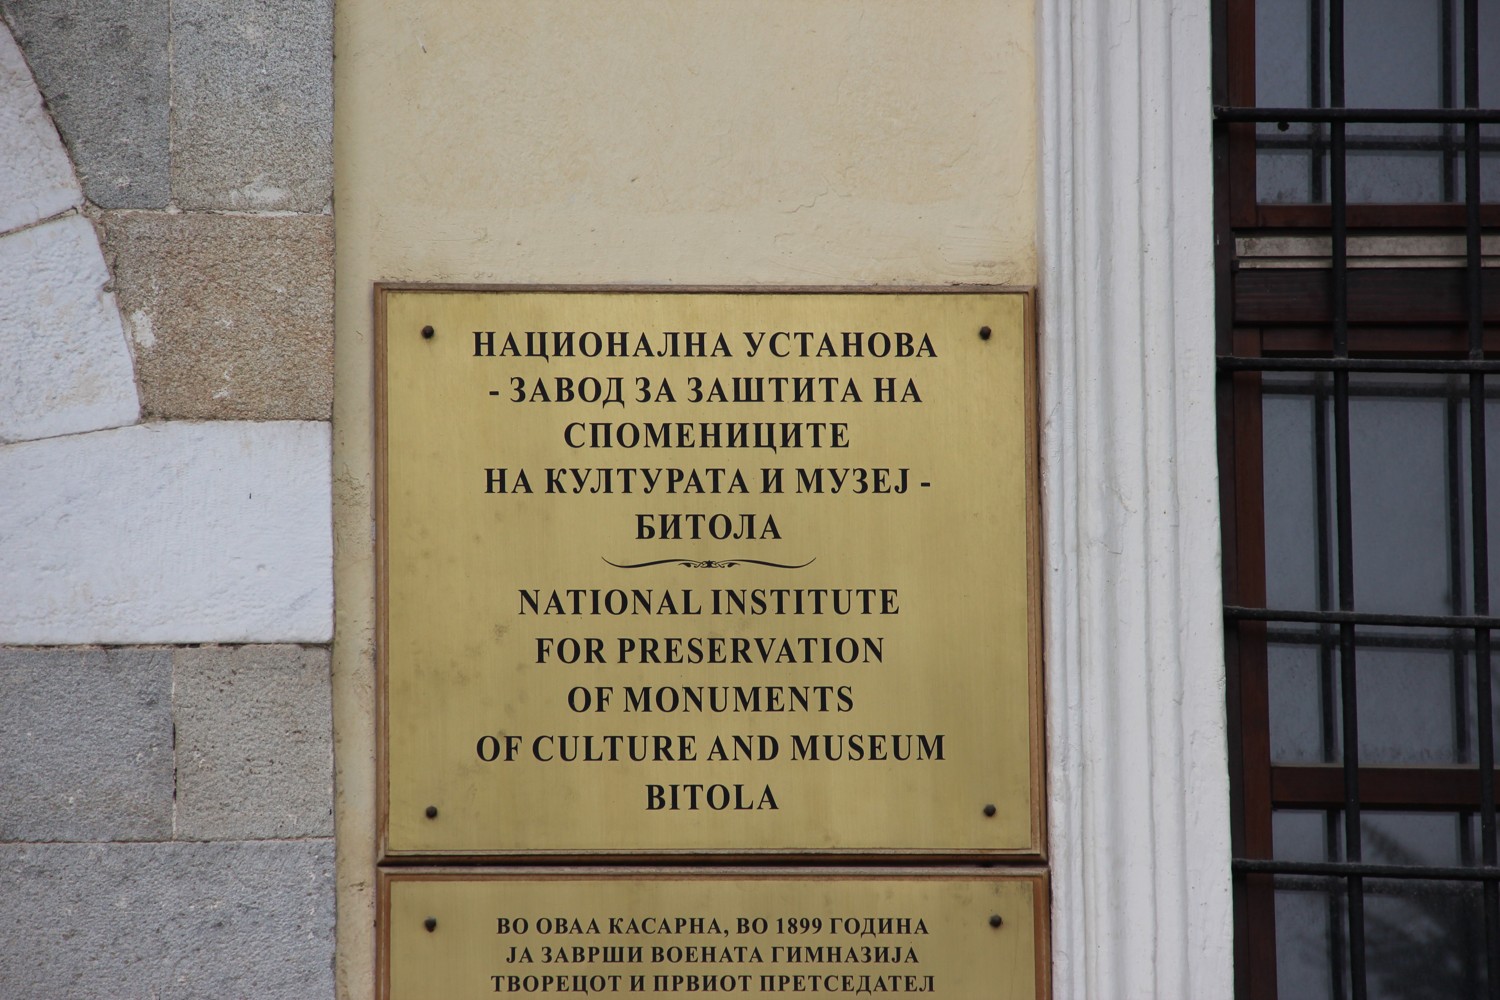 НАЦИОНАЛНА УСТАНОВА
- ЗАВОД ЗА ЗАШТИТА НА
СПОМЕНИЦИТЕ
НА КУЛТУРАТА И МУЗЕЈ -
БИТОЛА
NATIONAL INSTITUTE
FOR PRESERVATION
OF MONUMENTS
OF CULTURE AND MUSEUM
BITOLA
ВО ОВАА КАСАРНА, ВО 1899 ГОДИНА
ЈА ЗАВРШИ ВОЕНАТА ГИМНАЗИЈА
ТВОРЕЦОТ И ПРВИОТ ПРЕТСЕДАТЕЛ